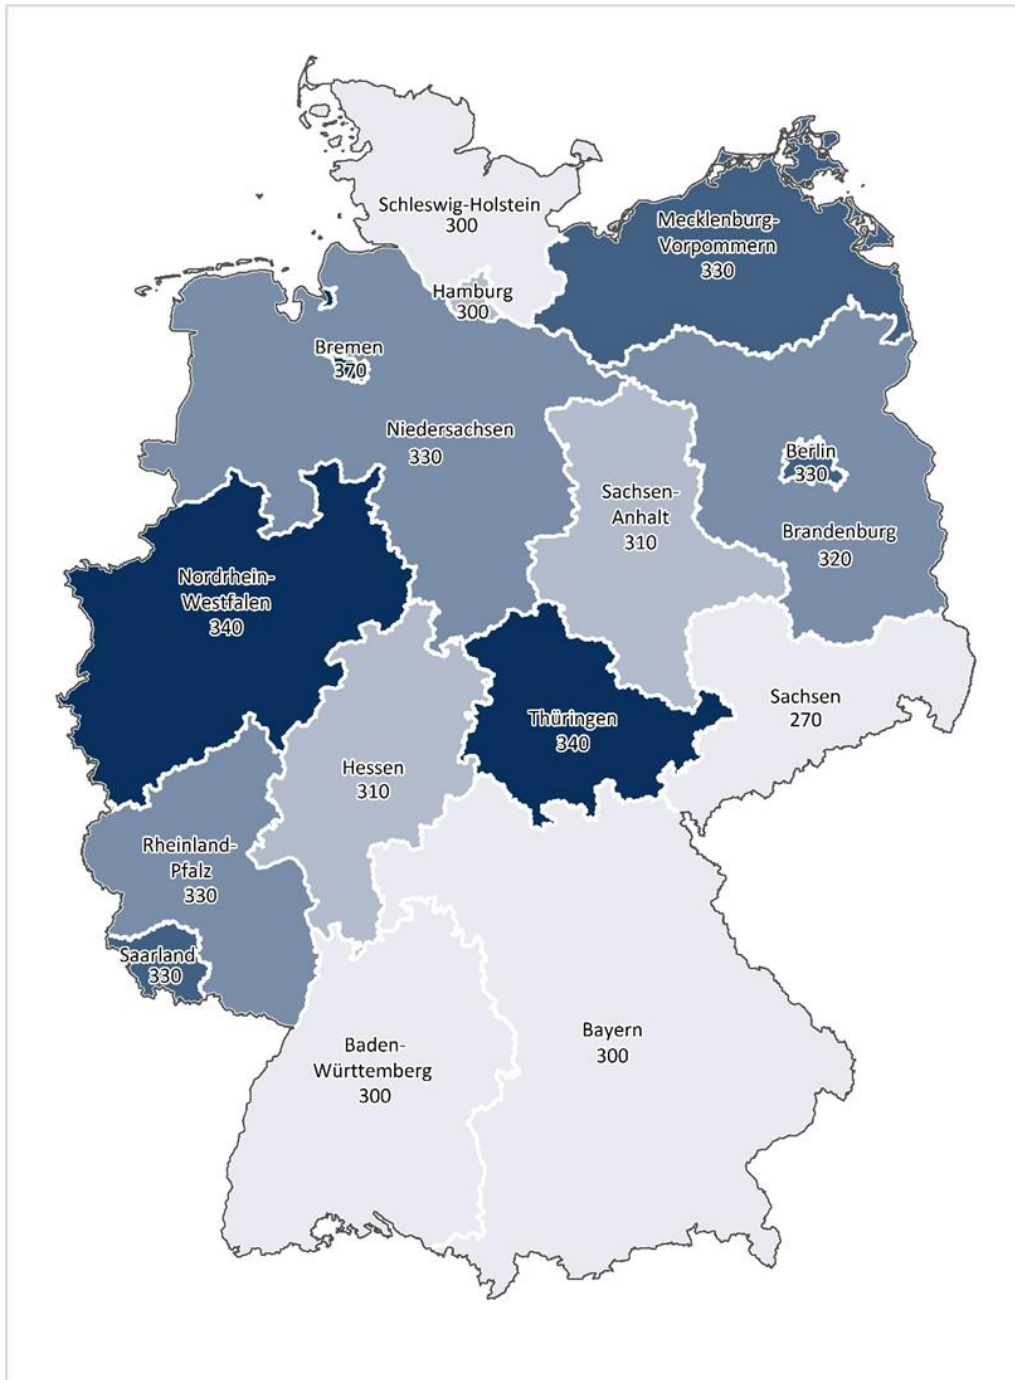 Schleswig-Holstein
300
Mecklenburg-
Vorpommern
330
Hamburg
300
Bremen
370
Niedersachsen
330
Berlin
330
Sachsen-
Anhalt
310
Brandenburg
320
Nordrhein-
Westfalen
340
Sachsen
270
Thüringen
340
Hessen
310
Rheinland-
Pfalz
330
Saarland
330
Bayern
300
Baden-
Württemberg
300